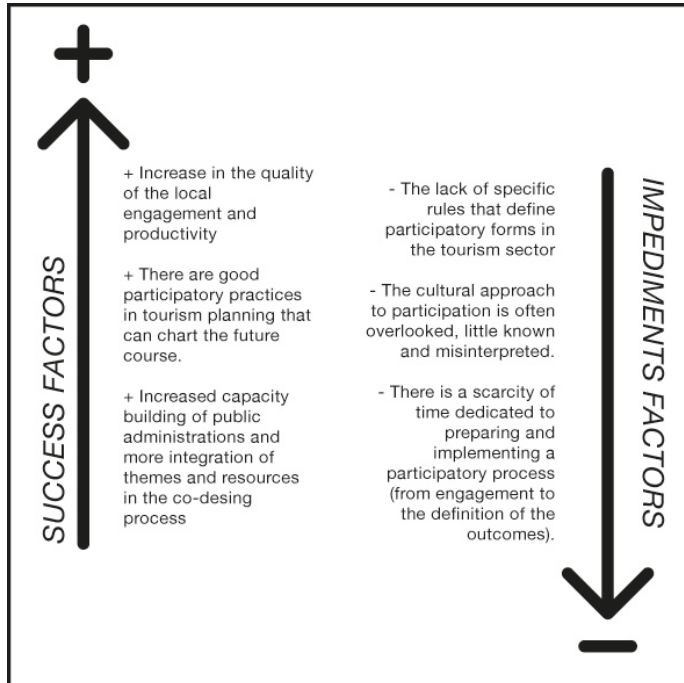 +
SUCCESS FACTORS
+ Increase in the quality
of the local
engagement and
productivity
+ There are good
participatory practices
in tourism planning that
can chart the future
course.
+ Increased capacity
building of public
administrations and
more integration of
themes and resources
in the co-desing
process
- The lack of specific
rules that define
participatory forms in
the tourism sector
- The cultural approach
to participation is often
overlooked, little known
and misinterpreted.
- There is a scarcity of
time dedicated to
preparing and
implementing a
participatory process
(from engagement to
the definition of the
outcomes).
IMPEDIMENTS FACTORS
-